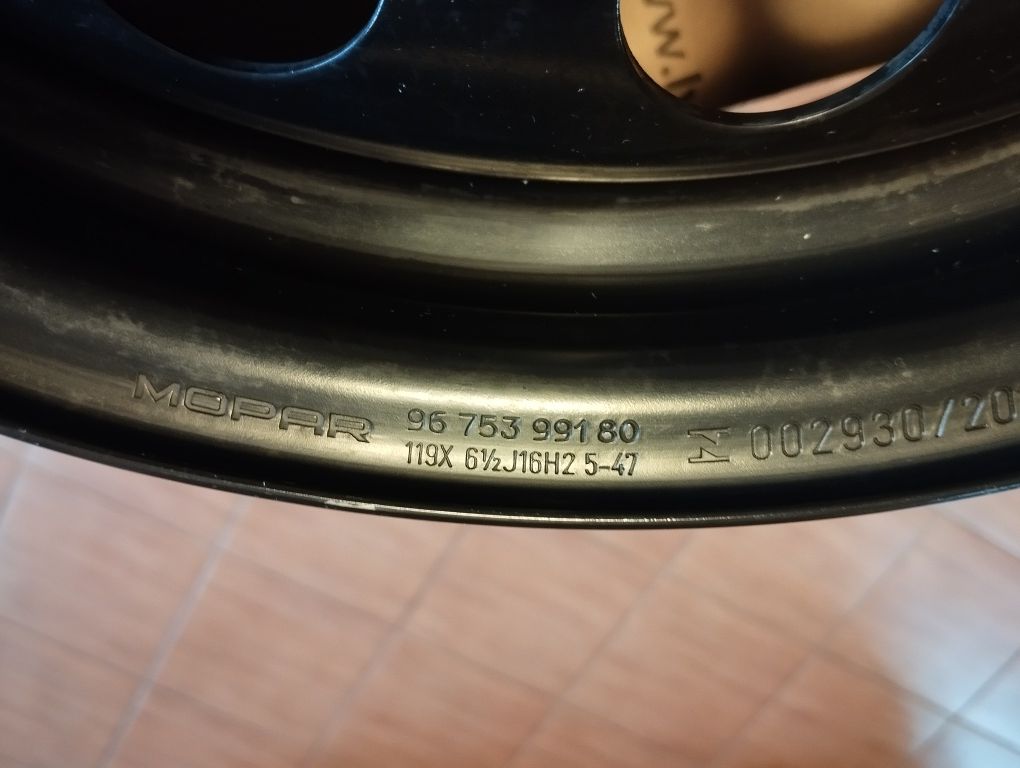 MOPAR 96 753 991 80 002930/20
119X 6½J16H2 5-47